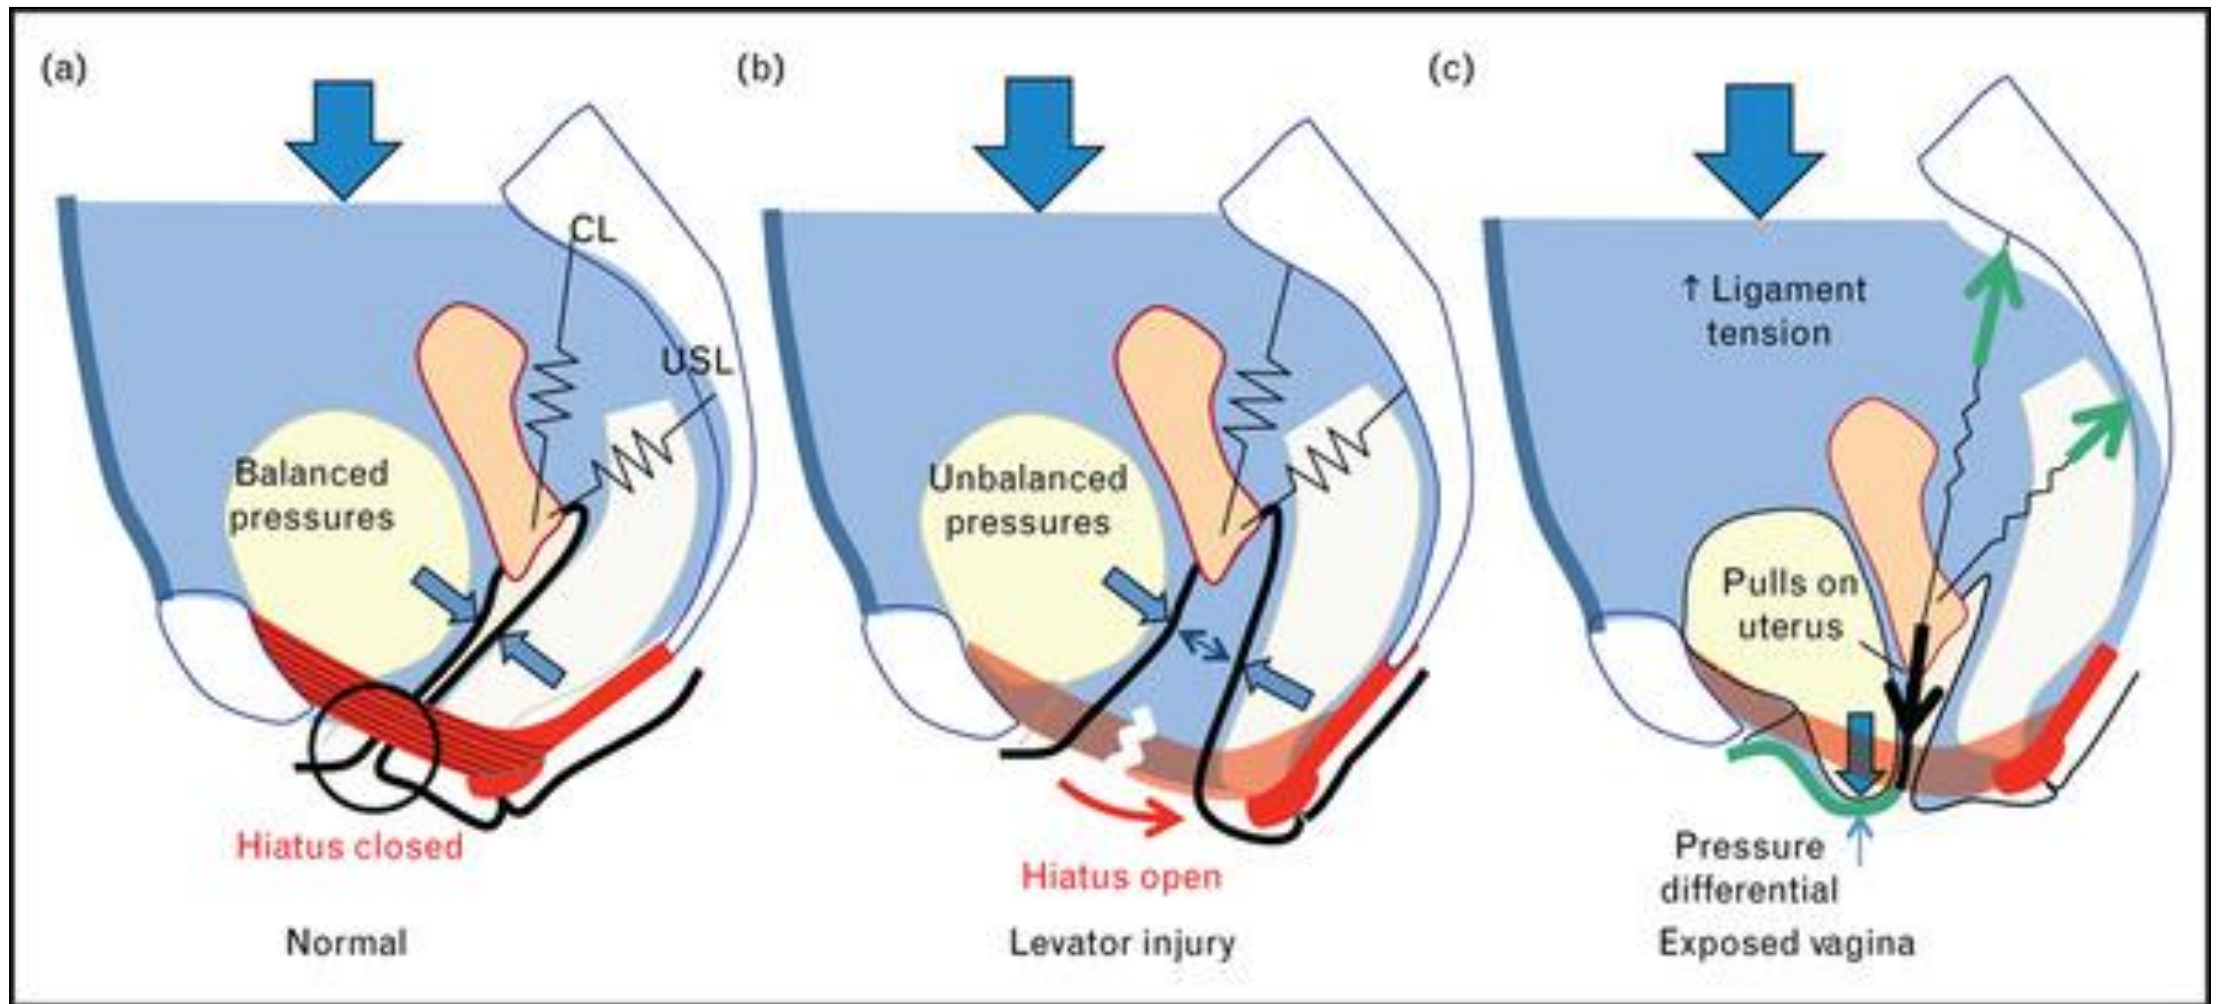 (a)
CL
USL
Balanced
pressures
Hiatus closed
Normal
(b)
Unbalanced
pressures
Hiatus open
Levator injury
(c)
↑ Ligament
tension
Pulls on
uterus
Pressure
differential
Exposed vagina